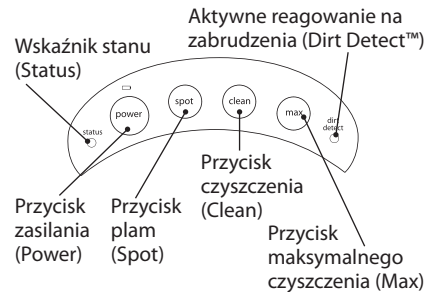 Aktywne reagowanie na
zabrudzenia (Dirt Detect™)
Wskaźnik stanu
(Status)
status
power
spot
clean
max
dirt
detect
Przycisk
zasilania
(Power)
Przycisk
plam
(Spot)
Przycisk
czyszczenia
(Clean)
Przycisk
maksymalnego
czyszczenia (Max)